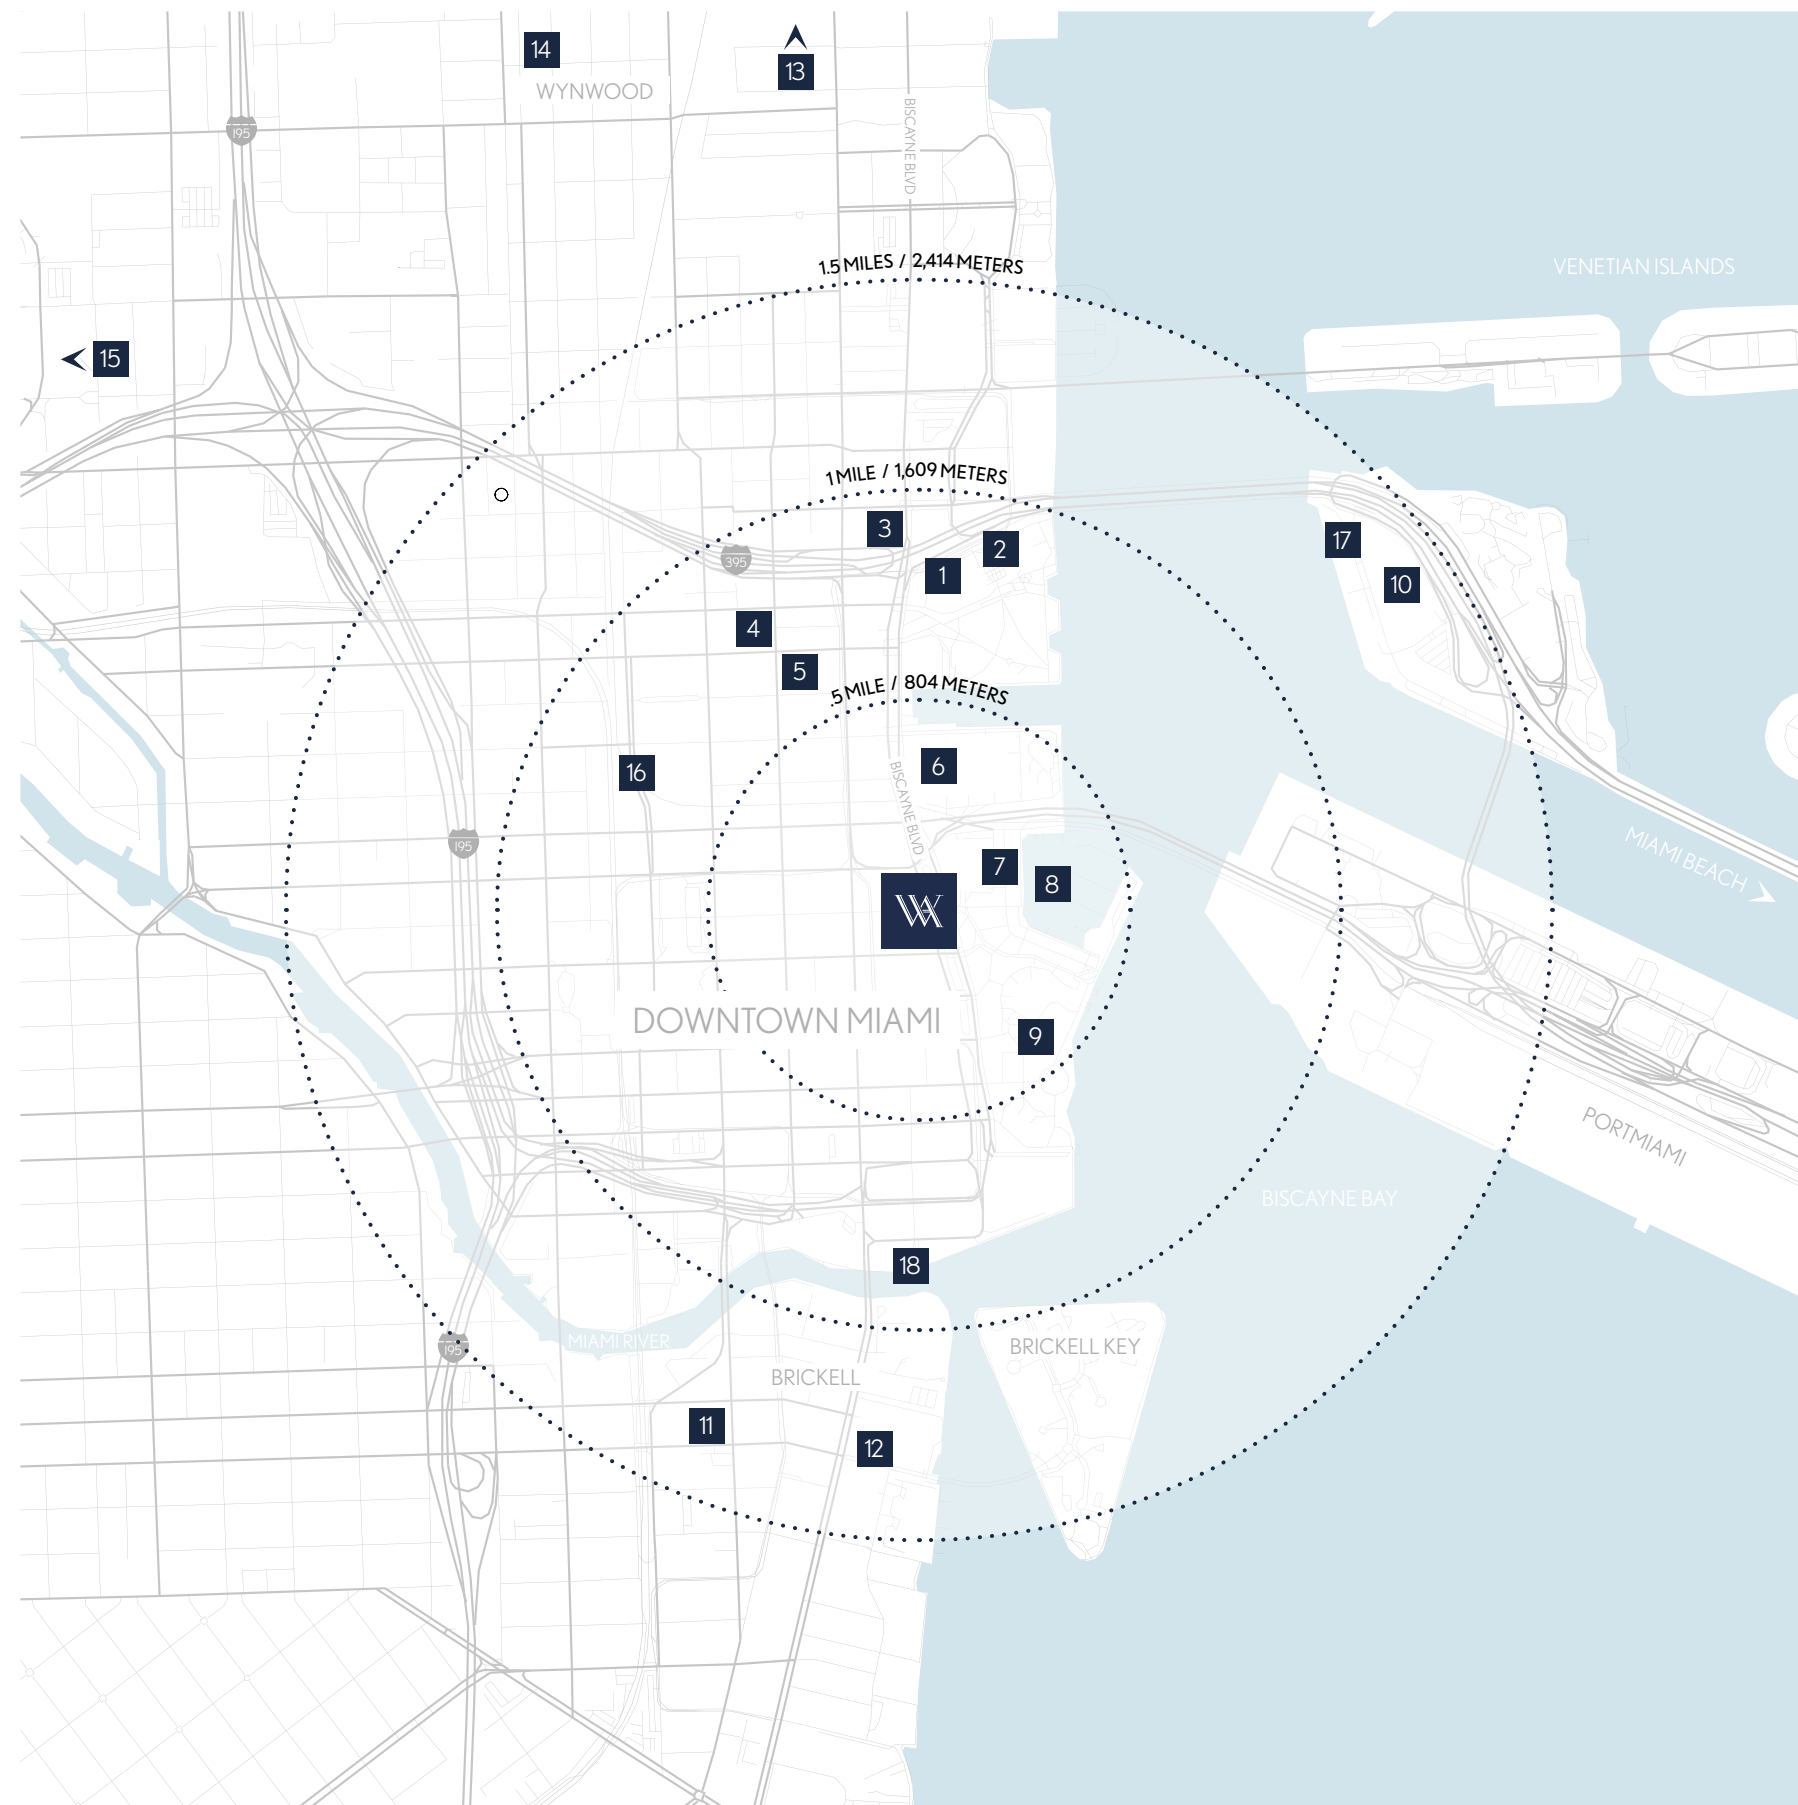 14
13
WYNWOOD
BISCAYNE BLVD
195
1.5 MILES / 2,414 METERS
VENETIAN ISLANDS
15
1 MILE / 1,609 METERS
3
2
17
395
1
10
4
5
.5 MILE / 804 METERS
16
6
BISCAYNE BLVD
195
MIAMI BEACH
7
8
WA
DOWNTOWN MIAMI
9
PORTMIAMI
BISCAYNE BAY
18
MIAMI RIVER
195
BRICKELL KEY
BRICKELL
11
12